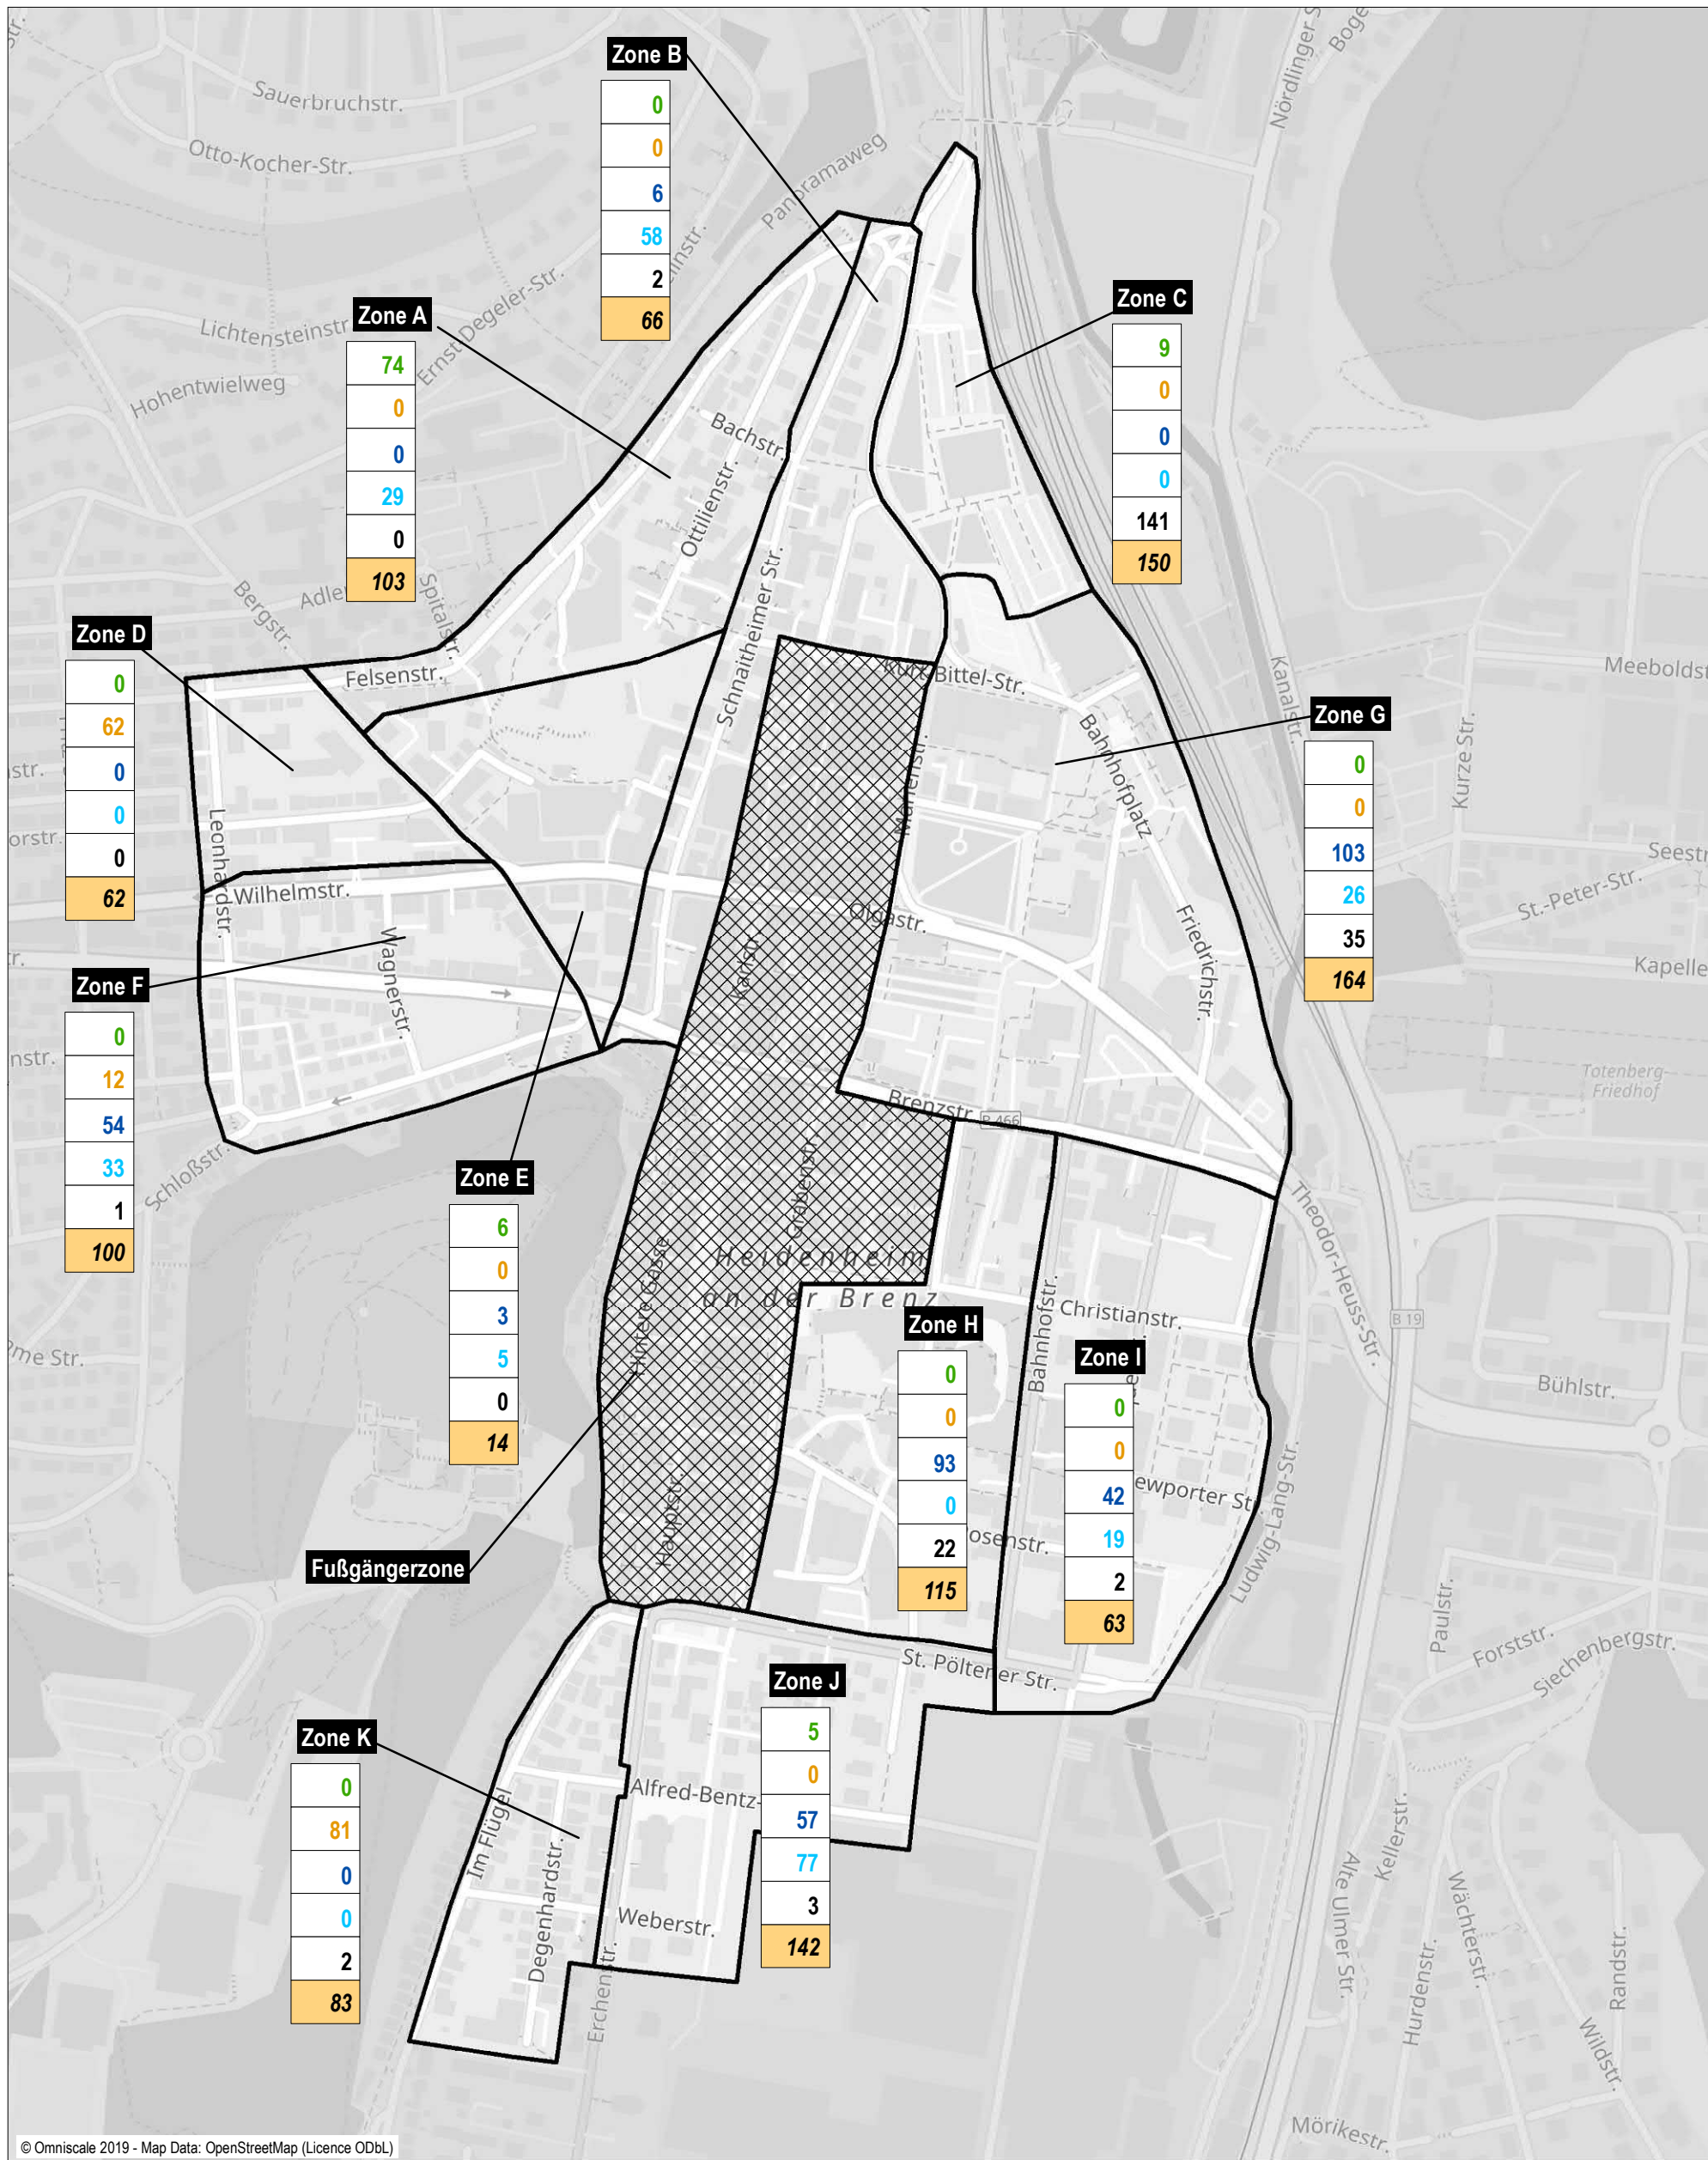 Sauerbruchstr.
Otto-Kocher-Str.
Panoramaweg
Nördlinger
Zone B
0
0
6
58
2
66
Lichtensteinstr
Hohentwielweg
Ernst-Degeler-Str.
Zone A
74
0
0
29
0
103
Zone C
9
0
0
0
141
150
Bachstr.
Ottilienstr.
Schnaitheimer Str.
Bergstr.
Spitalstr.
Felsenstr.
Zone D
0
62
0
0
0
62
Kurt-Bittel-Str.
Bahnhofplatz
Kanalstr.
Meeboldst
Kurze Str.
Zone G
0
0
103
26
35
164
Seestr
St.-Peter-Str.
Kapelle
Leonhardstr.
Wilhelmstr.
Wagnerstr.
Karlstr.
Olgastr.
Friedrichstr.
Zone F
0
12
54
33
1
100
Totenberg-
Friedhof
Schloßstr.
Brenzstr.
B 466
Grabenstr.
Zone E
6
0
3
5
0
14
Heidenheim
an der Brenz
Hintere Gasse
Hauptstr.
Theodor-Heuss-Str.
B 19
Christianstr.
Bahnhofstr.
Bühlstr.
Zone H
0
0
93
0
22
115
Zone I
0
0
42
19
2
63
ewporter St
osenstr.
Ludwig-Lang-Str.
Fußgängerzone
Paulstr.
Forststr.
Siechenbergstr.
St. Pöltener Str.
Zone J
5
0
57
77
3
142
Zone K
0
81
0
0
2
83
Alfred-Bentz-
Im Flügel
Degenhardstr.
Weberstr.
Erchenstr.
Kellerstr.
Alte Ulmer Str.
Wächterstr.
Hurdenstr.
Randstr.
Wildstr.
Mörikestr.
© Omniscale 2019 - Map Data: OpenStreetMap (Licence ODbL)